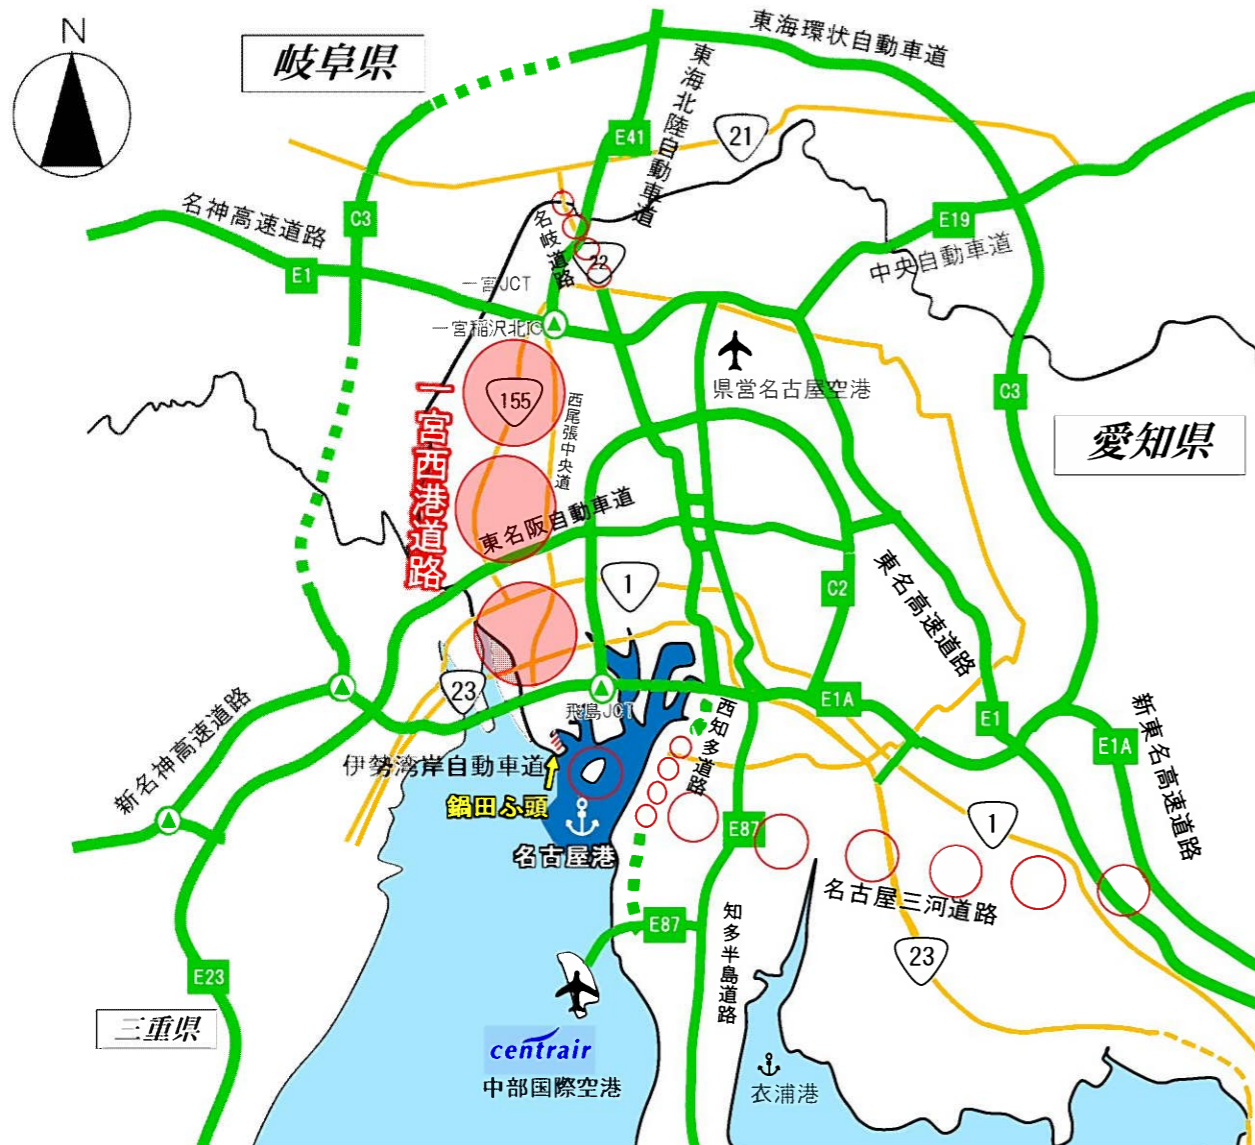 N
岐阜県
東海環状自動車道
東海北陸自動車道
E41
21
名神高速道路
C3
E1
名岐道路
22
E19
中央自動車道
一宮JCT
一宮稲沢北IC
県営名古屋空港
C3
155
西尾張中央道
一宮西港道路
愛知県
東名阪自動車道
1
C2
東名高速道路
23
飛島JCT
E1A
E1
西知多道路
新東名高速道路
E1A
新名神高速道路
伊勢湾岸自動車道
鍋田ふ頭
名古屋港
E87
1
名古屋三河道路
E87
知多半島道路
23
E23
三重県
centrair
中部国際空港
衣浦港